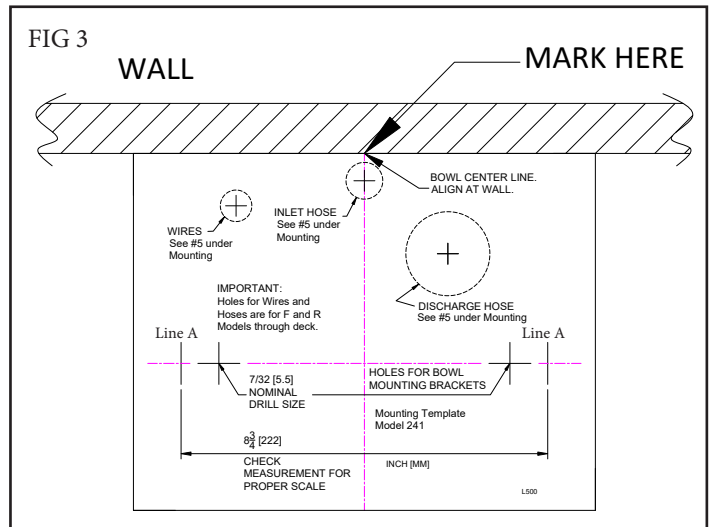 FIG 3
WALL
MARK HERE
BOWL CENTER LINE.
ALIGN AT WALL.
INLET HOSE
See #5 under
Mounting
WIRES
See #5 under
Mounting
IMPORTANT:
Holes for Wires and
Hoses are for F and R
Models through deck.
DISCHARGE HOSE
See #5 under Mounting
Line A
Line A
7/32 [5.5]
NOMINAL
DRILL SIZE
HOLES FOR BOWL
MOUNTING BRACKETS
Mounting Template
Model 241
8 3/4 [222]
CHECK
MEASUREMENT FOR
PROPER SCALE
INCH [MM]
L500